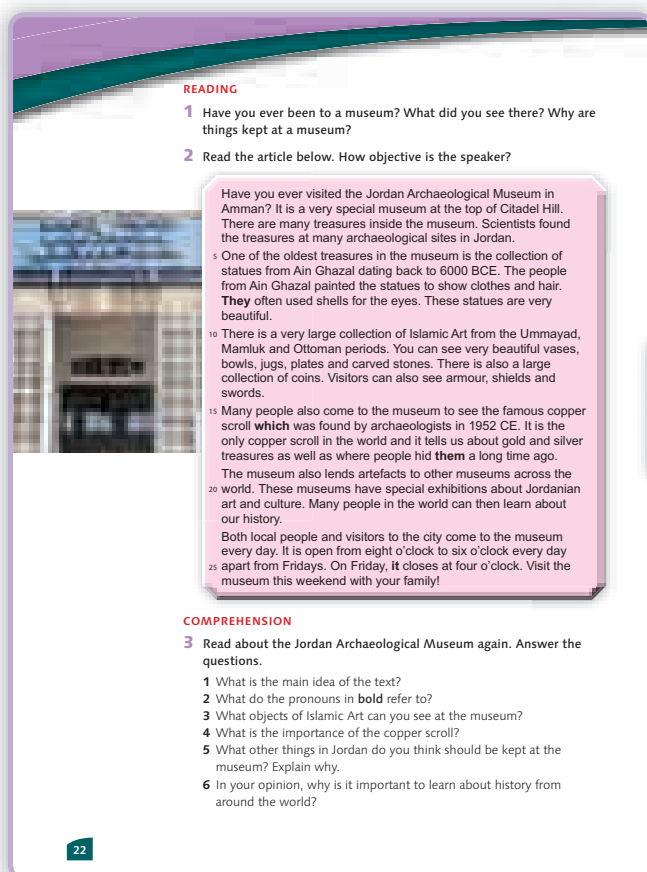 READING
1 Have you ever been to a museum? What did you see there? Why are
things kept at a museum?
2 Read the article below. How objective is the speaker?
Have you ever visited the Jordan Archaeological Museum in
Amman? It is a very special museum at the top of Citadel Hill.
There are many treasures inside the museum. Scientists found
the treasures at many archaeological sites in Jordan.
5 One of the oldest treasures in the museum is the collection of
statues from Ain Ghazal dating back to 6000 BCE. The people
from Ain Ghazal painted the statues to show clothes and hair.
They often used shells for the eyes. These statues are very
beautiful.
10 There is a very large collection of Islamic Art from the Ummayad,
Mamluk and Ottoman periods. You can see very beautiful vases,
bowls, jugs, plates and carved stones. There is also a large
collection of coins. Visitors can also see armour, shields and
swords.
15 Many people also come to the museum to see the famous copper
scroll which was found by archaeologists in 1952 CE. It is the
only copper scroll in the world and it tells us about gold and silver
treasures as well as where people hid them a long time ago.
The museum also lends artefacts to other museums across the
20 world. These museums have special exhibitions about Jordanian
art and culture. Many people in the world can then learn about
our history.
Both local people and visitors to the city come to the museum
every day. It is open from eight o'clock to six o'clock every day
25 apart from Fridays. On Friday, it closes at four o'clock. Visit the
museum this weekend with your family!
COMPREHENSION
3 Read about the Jordan Archaeological Museum again. Answer the
questions.
1 What is the main idea of the text?
2 What do the pronouns in bold refer to?
3 What objects of Islamic Art can you see at the museum?
4 What is the importance of the copper scroll?
5 What other things in Jordan do you think should be kept at the
museum? Explain why.
6 In your opinion, why is it important to learn about history from
around the world?
22